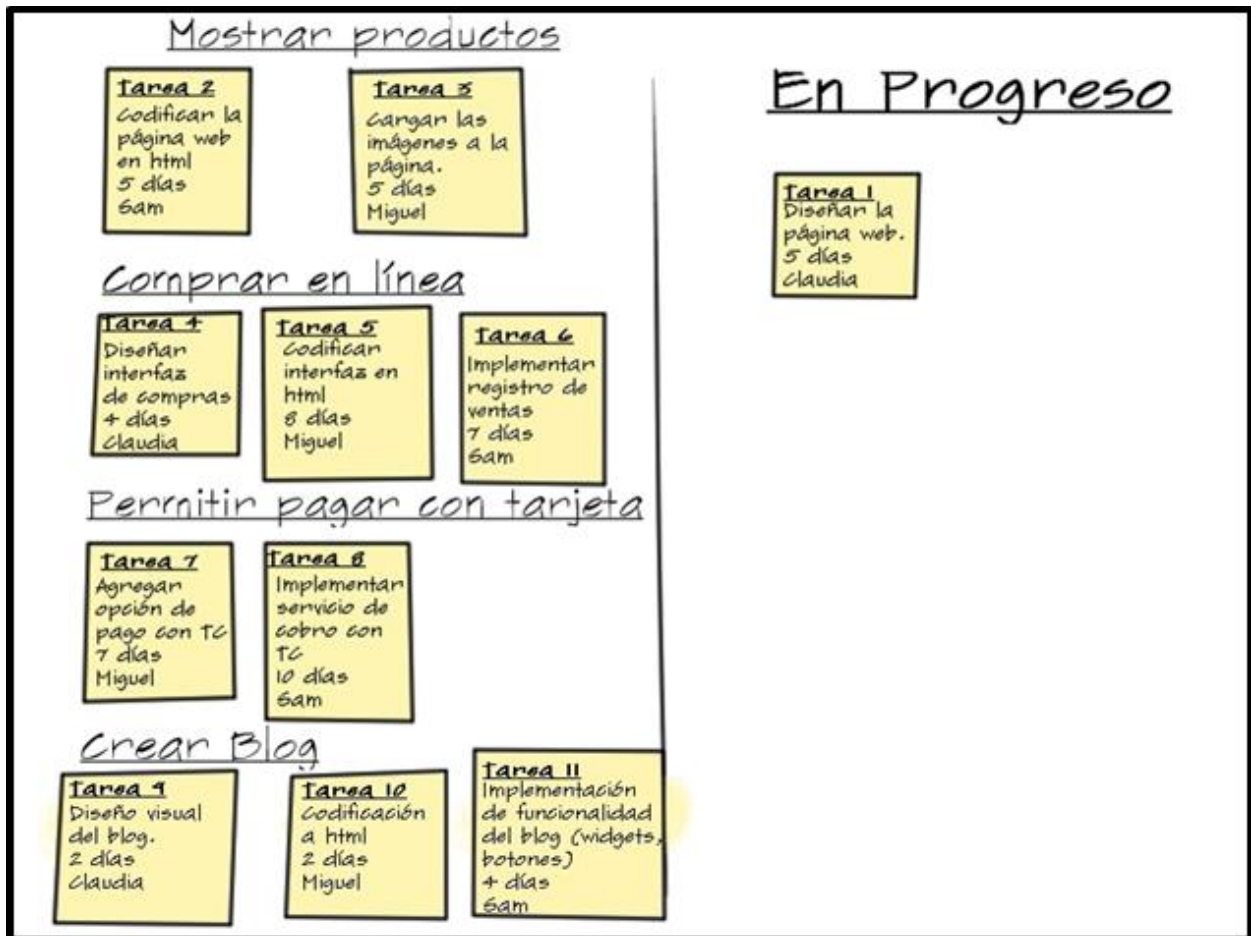 Mostrar productos
Tarea 2
Codificar la
página web
en html
5 días
Sam
Tarea 3
Cargar las
imágenes a la
página.
5 días
Miguel
Comprar en línea
Tarea 4
Diseñar
interfaz
de compras
4 días
Claudia
Tarea 5
Codificar
interfaz en
html
8 días
Miguel
Tarea 6
Implementar
registro de
ventas
7 días
Sam
Permitir pagar con tarjeta
Tarea 7
Agregar
opción de
pago con TC
7 días
Miguel
Tarea 8
Implementar
servicio de
cobro con
TC
10 días
Sam
Crear Blog
Tarea 9
Diseño visual
del blog.
2 días
Claudia
Tarea 10
Codificación
a html
2 días
Miguel
Tarea 11
Implementación
de funcionalidad
del blog (widgets,
botones)
4 días
Sam
En Progreso
Tarea 1
Diseñar la
página web.
5 días
Claudia